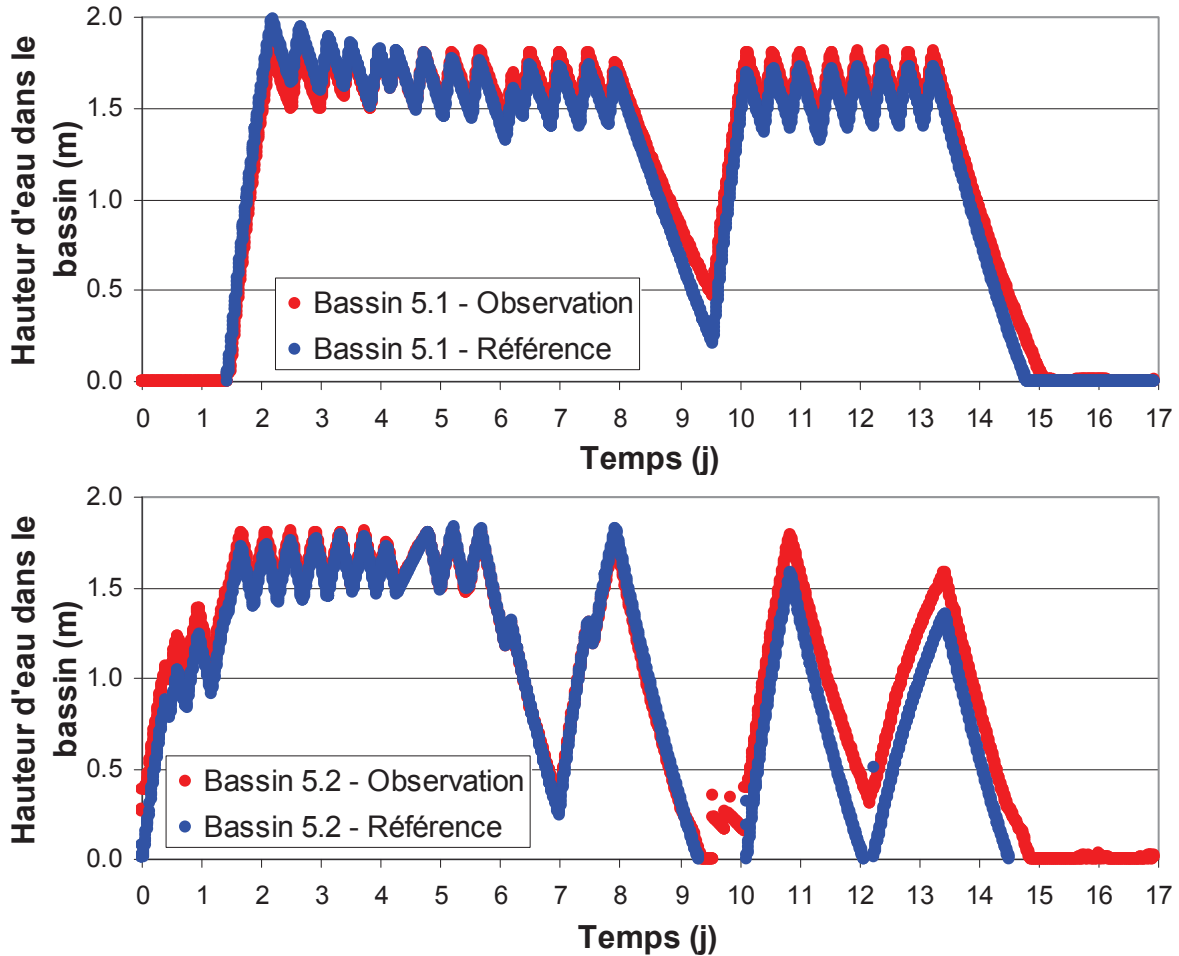 Hauteur d'eau dans le
bassin (m)
2.0
1.5
1.0
0.5
0.0
Bassin 5.1 - Observation
Bassin 5.1 - Référence
0 1 2 3 4 5 6 7 8 9 10 11 12 13 14 15 16 17
Temps (j)
Hauteur d'eau dans le
bassin (m)
2.0
1.5
1.0
0.5
0.0
Bassin 5.2 - Observation
Bassin 5.2 - Référence
0 1 2 3 4 5 6 7 8 9 10 11 12 13 14 15 16 17
Temps (j)